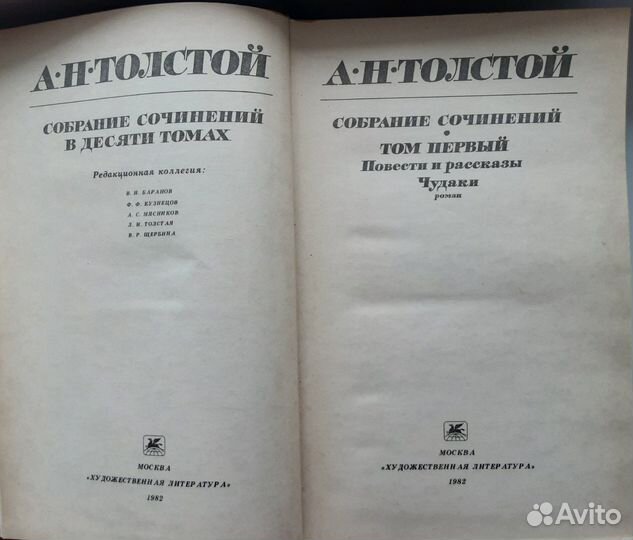 А·Н·ТОЛСТОЙ
СОБРАНИЕ СОЧИНЕНИЙ
В ДЕСЯТИ ТОМАХ
Редакционная коллегия:
В. И. БАРАНОВ
Ф. Ф. КУЗНЕЦОВ
А. С. МЯСНИКОВ
Л. И. ТОЛСТАЯ
В. Р. ЩЕРБИНА
МОСКВА
«ХУДОЖЕСТВЕННАЯ ЛИТЕРАТУРА»
1982
А·Н·ТОЛСТОЙ
СОБРАНИЕ СОЧИНЕНИЙ
•
ТОМ ПЕРВЫЙ
Повести и рассказы
Чудаки
роман
МОСКВА
«ХУДОЖЕСТВЕННАЯ ЛИТЕРАТУРА»
1982
Avito